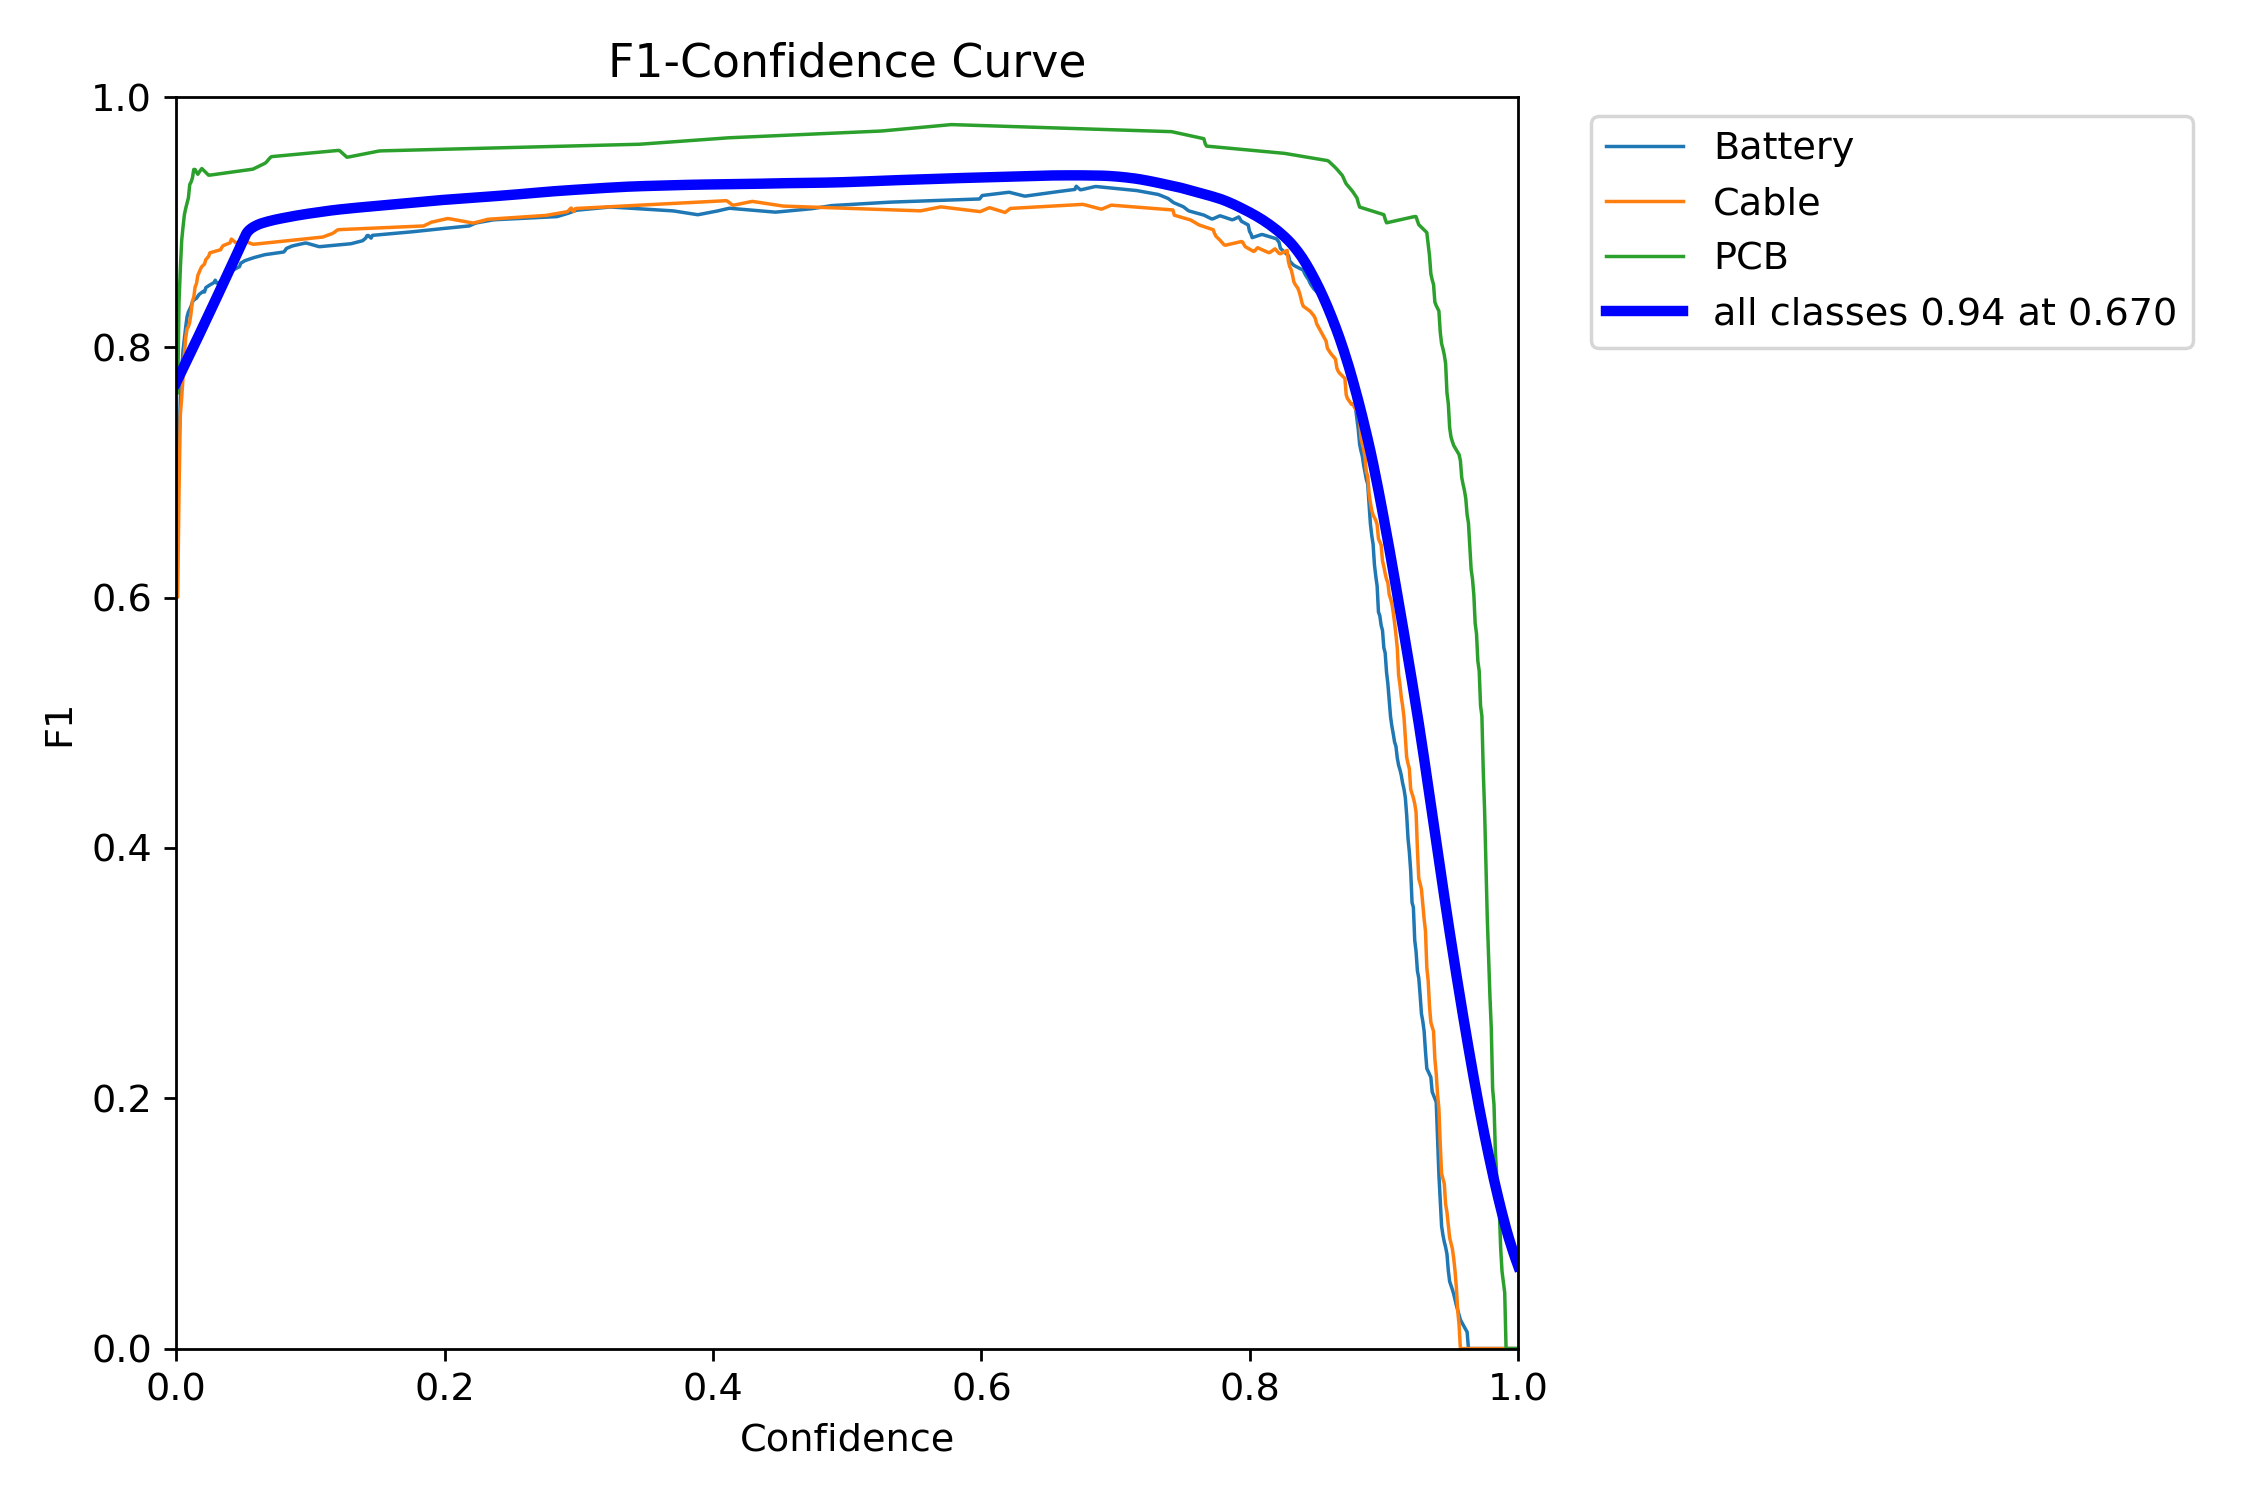 F1-Confidence Curve
1.0
0.8
0.6
0.4
0.2
0.0
F1
0.0 0.2 0.4 0.6 0.8 1.0
Confidence
Battery
Cable
PCB
all classes 0.94 at 0.670